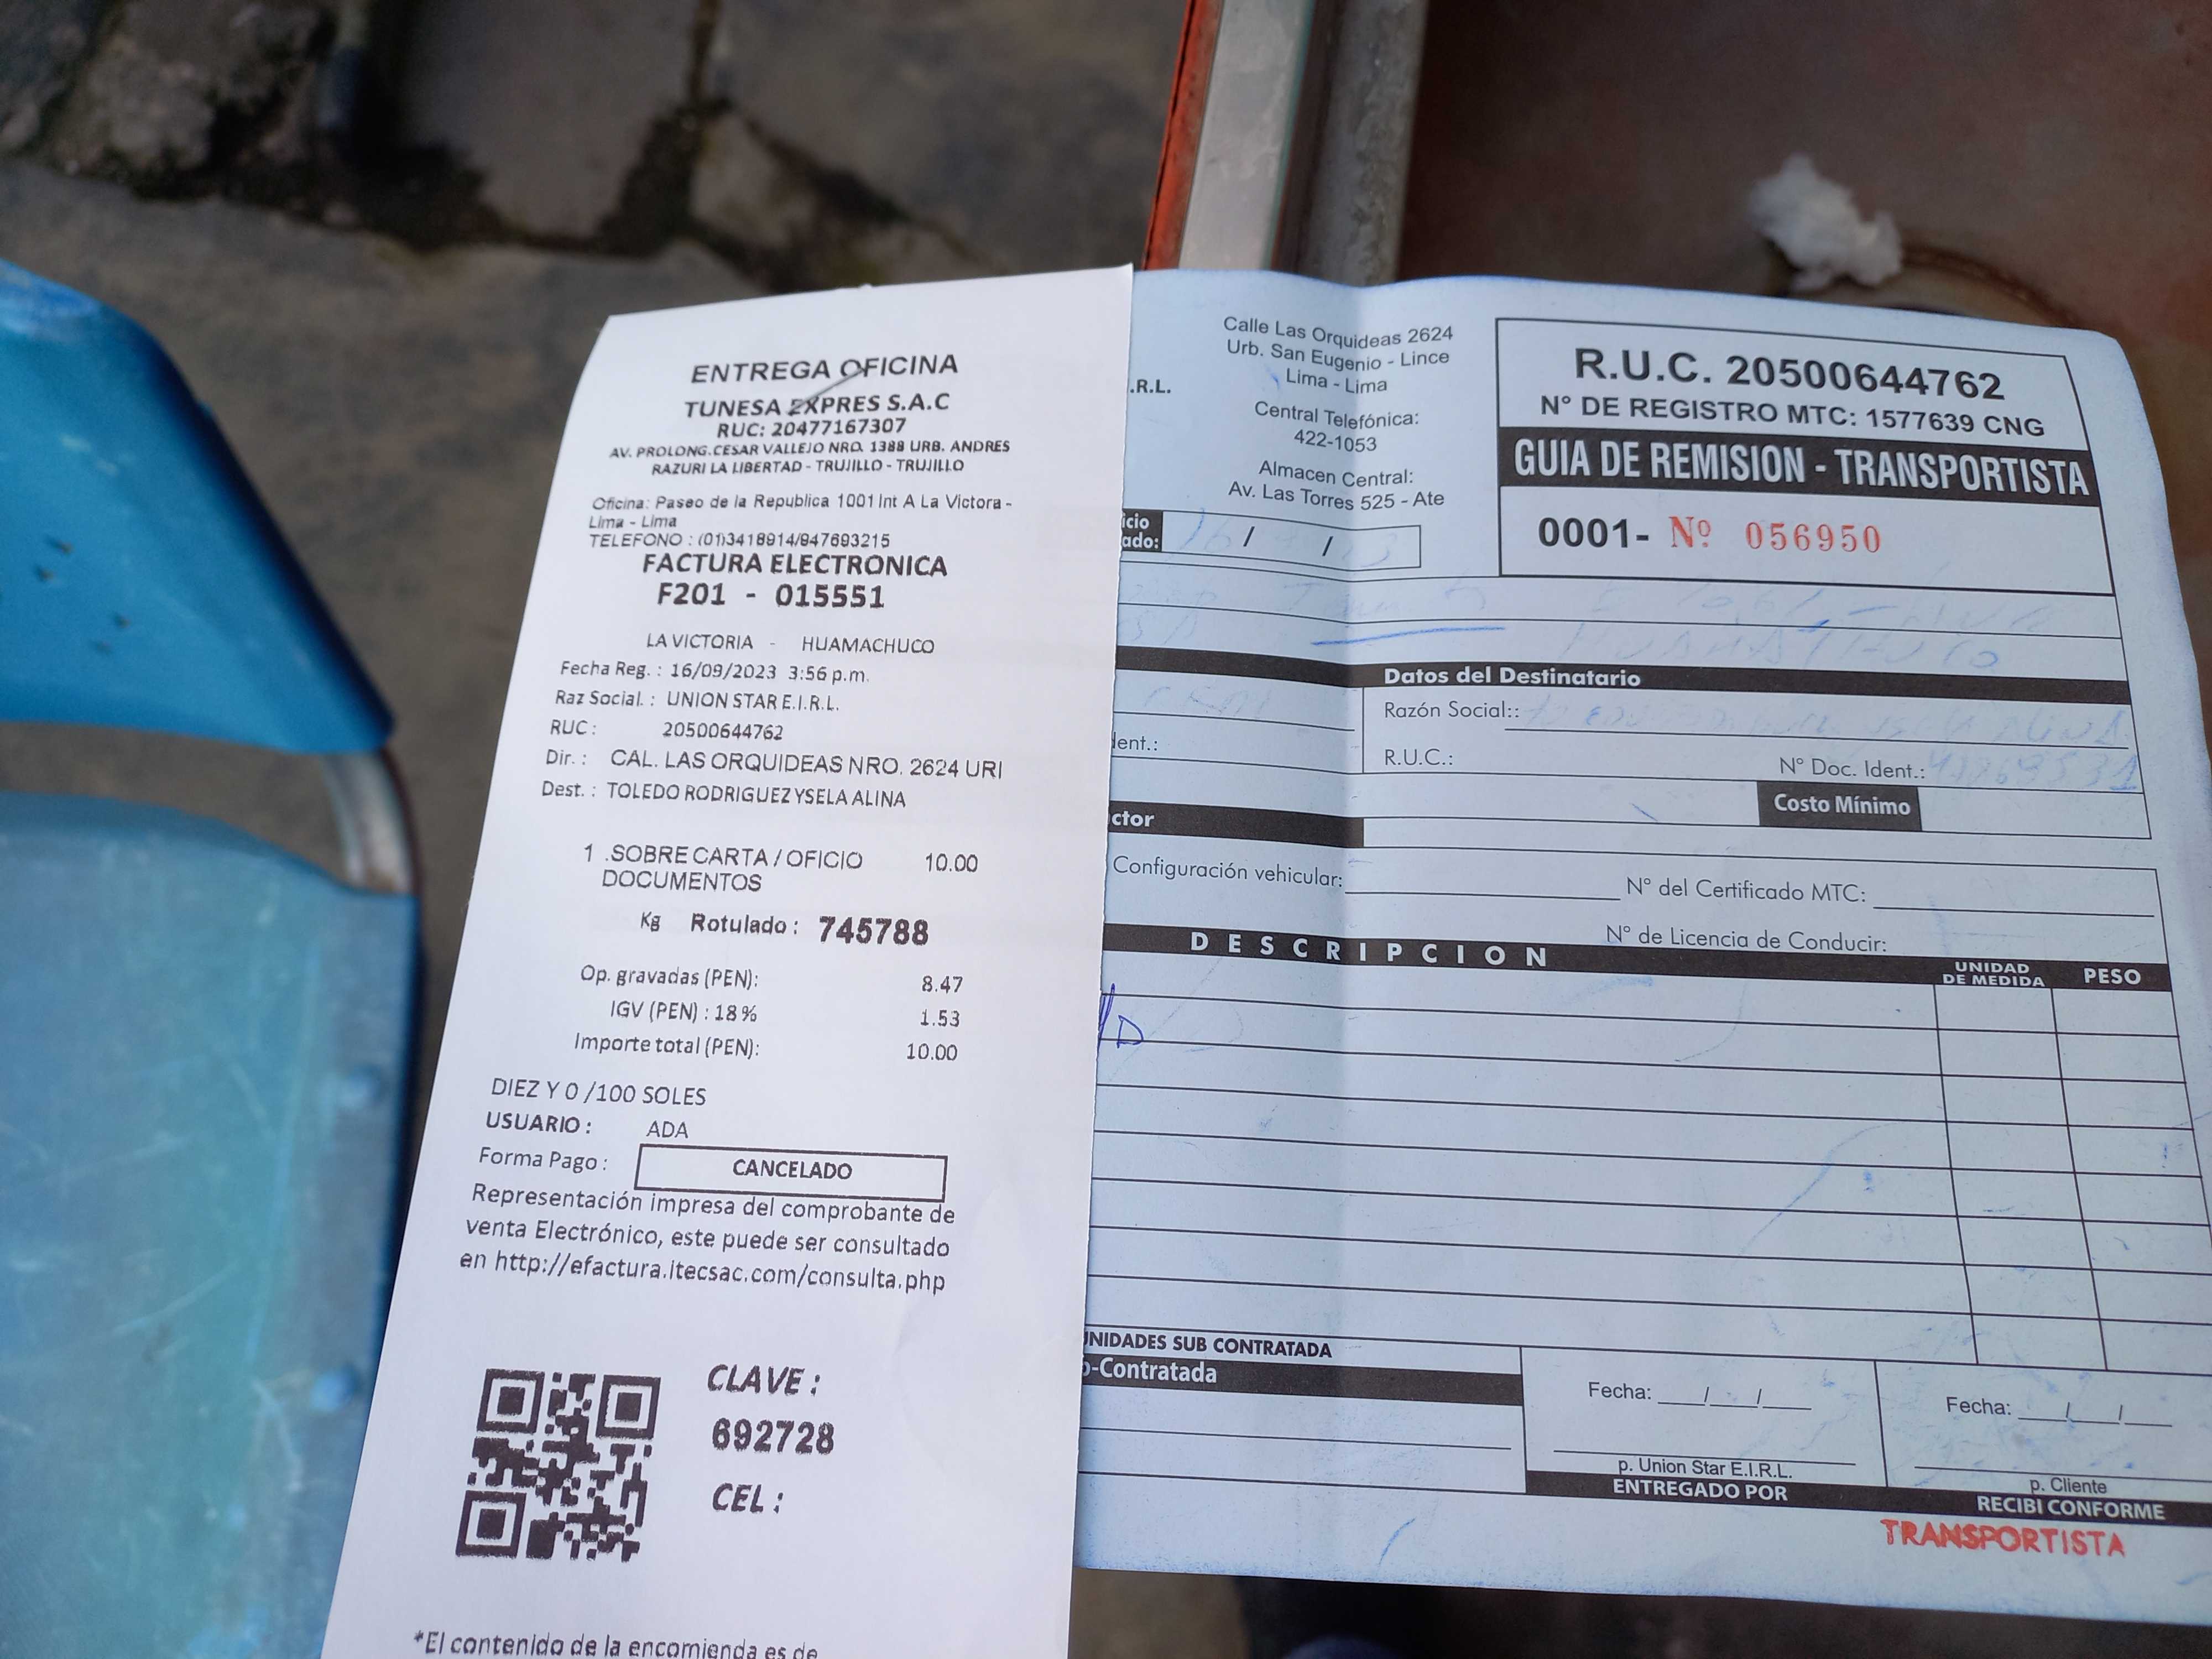 ENTREGA OFICINA
TUNESA EXPRES S.A.C
RUC: 20477167307
AV. PROLONG.CESAR VALLEJO NRO. 1388 URB. ANDRES
RAZURI LA LIBERTAD - TRUJILLO - TRUJILLO
Oficina: Paseo de la Republica 1001 Int A La Victora -
Lima - Lima
TELEFONO : (01)3418914/947693215
FACTURA ELECTRONICA
F201 - 015551
LA VICTORIA - HUAMACHUCO
Fecha Reg. : 16/09/2023 3:56 p.m.
Raz Social. : UNION STAR E.I.R.L.
RUC : 20500644762
Dir. : CAL. LAS ORQUIDEAS NRO. 2624 URI
Dest. : TOLEDO RODRIGUEZ YSELA ALINA
1 .SOBRE CARTA / OFICIO 10.00
DOCUMENTOS
Kg Rotulado : 745788
Op. gravadas (PEN): 8.47
IGV (PEN) : 18% 1.53
Importe total (PEN): 10.00
DIEZ Y 0 /100 SOLES
USUARIO : ADA
Forma Pago : CANCELADO
Representación impresa del comprobante de
venta Electrónico, este puede ser consultado
en http://efactura.itecsac.com/consulta.php
CLAVE :
692728
CEL :
*El contenido de la encomienda es de
.R.L.
Calle Las Orquideas 2624
Urb. San Eugenio - Lince
Lima - Lima
Central Telefónica:
422-1053
Almacen Central:
Av. Las Torres 525 - Ate
R.U.C. 20500644762
N° DE REGISTRO MTC: 1577639 CNG
GUIA DE REMISION - TRANSPORTISTA
0001- Nº 056950
icio
ado: / /
HUAMACHUCO
Datos del Destinatario
Razón Social::
dent.:
R.U.C.: N° Doc. Ident.:
Costo Mínimo
ctor
Configuración vehicular: N° del Certificado MTC:
N° de Licencia de Conducir:
DESCRIPCION UNIDAD DE MEDIDA PESO
UNIDADES SUB CONTRATADA
b-Contratada
Fecha: / / Fecha: / /
p. Union Star E.I.R.L. p. Cliente
ENTREGADO POR RECIBI CONFORME
TRANSPORTISTA